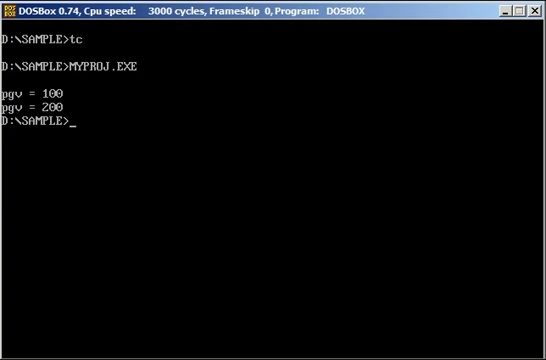 DOSBox 0.74, Cpu speed: 3000 cycles, Frameskip 0, Program: DOSBOX
D:\SAMPLE>tc
D:\SAMPLE>MYPROJ.EXE
pgv = 100
pgv = 200
D:\SAMPLE>_